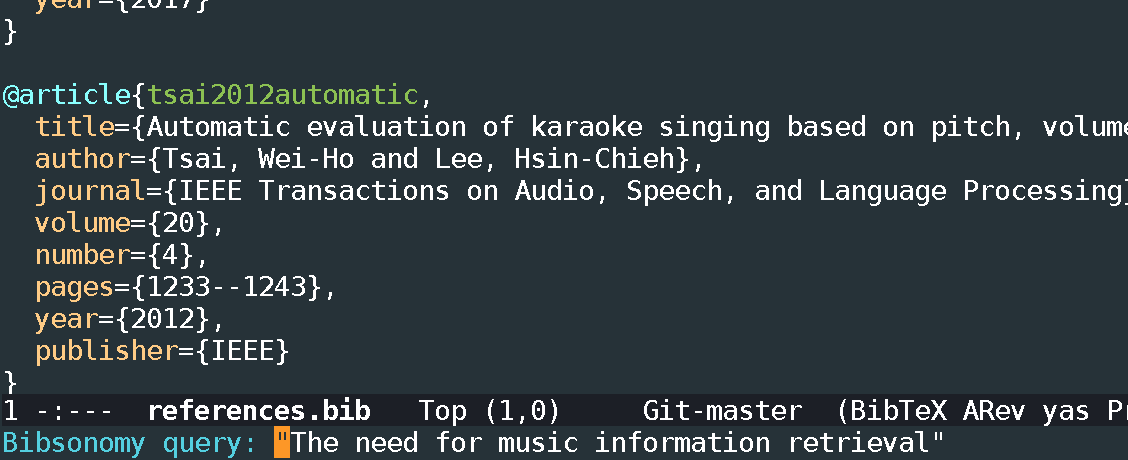 year={2017}
}
@article{tsai2012automatic,
title={Automatic evaluation of karaoke singing based on pitch, volume
author={Tsai, Wei-Ho and Lee, Hsin-Chieh},
journal={IEEE Transactions on Audio, Speech, and Language Processing}
volume={20},
number={4},
pages={1233--1243},
year={2012},
publisher={IEEE}
}
1 -:--- references.bib Top (1,0) Git-master (BibTeX ARev yas Pr
Bibsonomy query: "The need for music information retrieval"